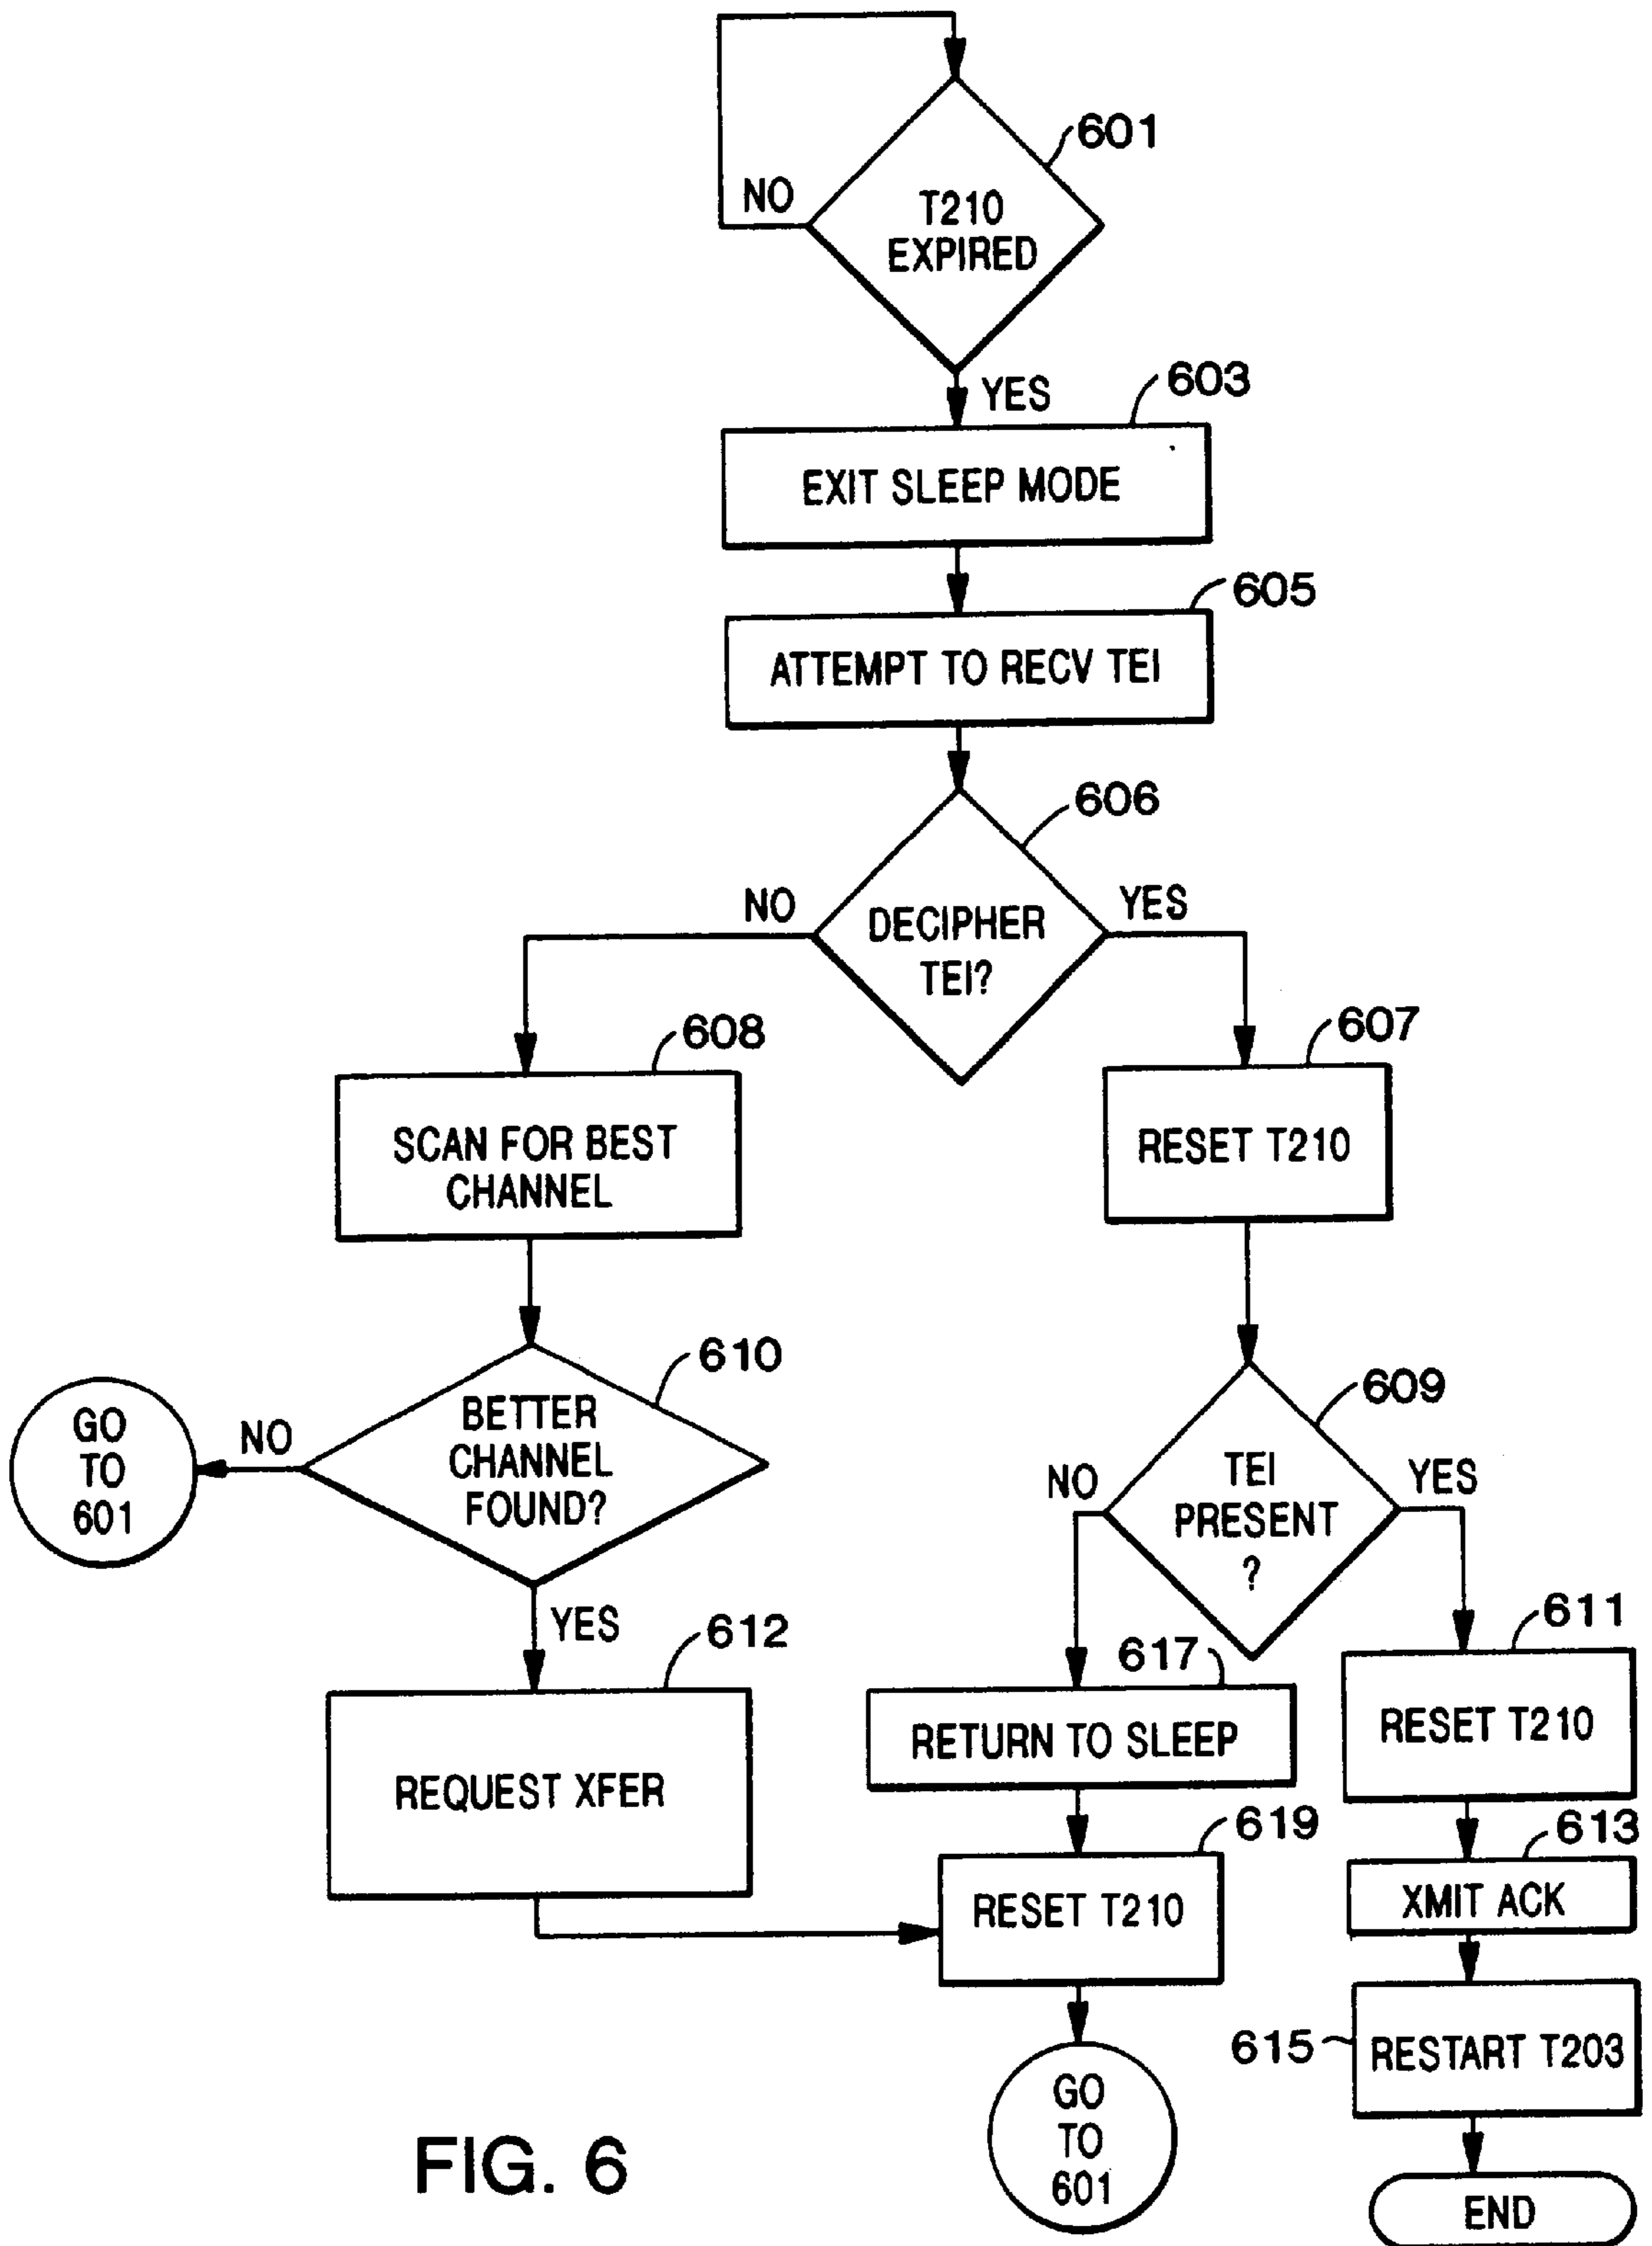 601
NO
T210
EXPIRED
YES
603
EXIT SLEEP MODE
605
ATTEMPT TO RECV TEI
606
NO
YES
DECIPHER
TEI?
608
607
SCAN FOR BEST
CHANNEL
RESET T210
610
609
GO
TO
601
NO
BETTER
CHANNEL
FOUND?
NO
TEI
PRESENT
?
YES
YES
612
617
611
REQUEST XFER
RETURN TO SLEEP
RESET T210
619
613
RESET T210
XMIT ACK
615
RESTART T203
GO
TO
601
END
FIG. 6